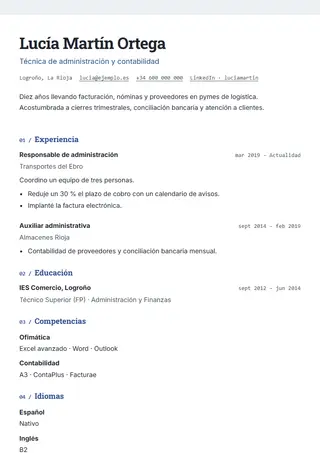 Lucía Martín Ortega
Técnica de administración y contabilidad
Logroño, La Rioja lucia@ejemplo.es +34 600 000 000 LinkedIn · luciamartin
Diez años llevando facturación, nóminas y proveedores en pymes de logística.
Acostumbrada a cierres trimestrales, conciliación bancaria y atención a clientes.
01 / Experiencia
Responsable de administración mar 2019 – Actualidad
Transportes del Ebro
Coordino un equipo de tres personas.
• Reduje un 30 % el plazo de cobro con un calendario de avisos.
• Implanté la factura electrónica.
Auxiliar administrativa sept 2014 – feb 2019
Almacenes Rioja
• Contabilidad de proveedores y conciliación bancaria mensual.
02 / Educación
IES Comercio, Logroño sept 2012 – jun 2014
Técnico Superior (FP) · Administración y Finanzas
03 / Competencias
Ofimática
Excel avanzado · Word · Outlook
Contabilidad
A3 · ContaPlus · Facturae
04 / Idiomas
Español
Nativo
Inglés
B2